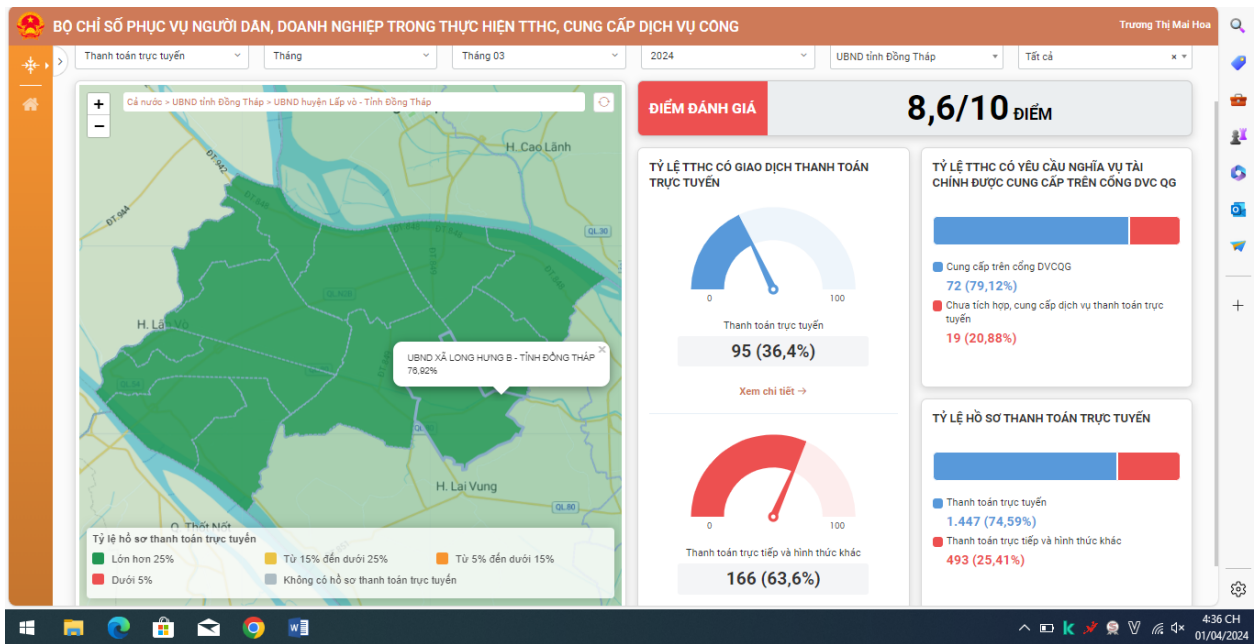 BỘ CHỈ SỐ PHỤC VỤ NGƯỜI DÂN, DOANH NGHIỆP TRONG THỰC HIỆN TTHC, CUNG CẤP DỊCH VỤ CÔNG
Trương Thị Mai Hoa
Thanh toán trực tuyến
Tháng
Tháng 03
2024
UBND tỉnh Đồng Tháp
Tất cả
+
−
Cả nước > UBND tỉnh Đồng Tháp > UBND huyện Lấp vò - Tỉnh Đồng Tháp
H. Cao Lãnh
ĐT.942
ĐT.944
QL.30
UBND XÃ LONG HƯNG B - TỈNH ĐỒNG THÁP
76,92%
H. Lai Vung
QL.80
Q. Thốt Nốt
Tỷ lệ hồ sơ thanh toán trực tuyến
Lớn hơn 25%
Từ 15% đến dưới 25%
Từ 5% đến dưới 15%
Dưới 5%
Không có hồ sơ thanh toán trực tuyến
ĐIỂM ĐÁNH GIÁ
8,6/10 ĐIỂM
TỶ LỆ TTHC CÓ GIAO DỊCH THANH TOÁN
TRỰC TUYẾN
0
100
Thanh toán trực tuyến
95 (36,4%)
Xem chi tiết →
0
100
Thanh toán trực tiếp và hình thức khác
166 (63,6%)
TỶ LỆ TTHC CÓ YÊU CẦU NGHĨA VỤ TÀI
CHÍNH ĐƯỢC CUNG CẤP TRÊN CỔNG DVC QG
Cung cấp trên cổng DVCQG
72 (79,12%)
Chưa tích hợp, cung cấp dịch vụ thanh toán trực
tuyến
19 (20,88%)
TỶ LỆ HỒ SƠ THANH TOÁN TRỰC TUYẾN
Thanh toán trực tuyến
1.447 (74,59%)
Thanh toán trực tiếp và hình thức khác
493 (25,41%)
4:36 CH
01/04/2024